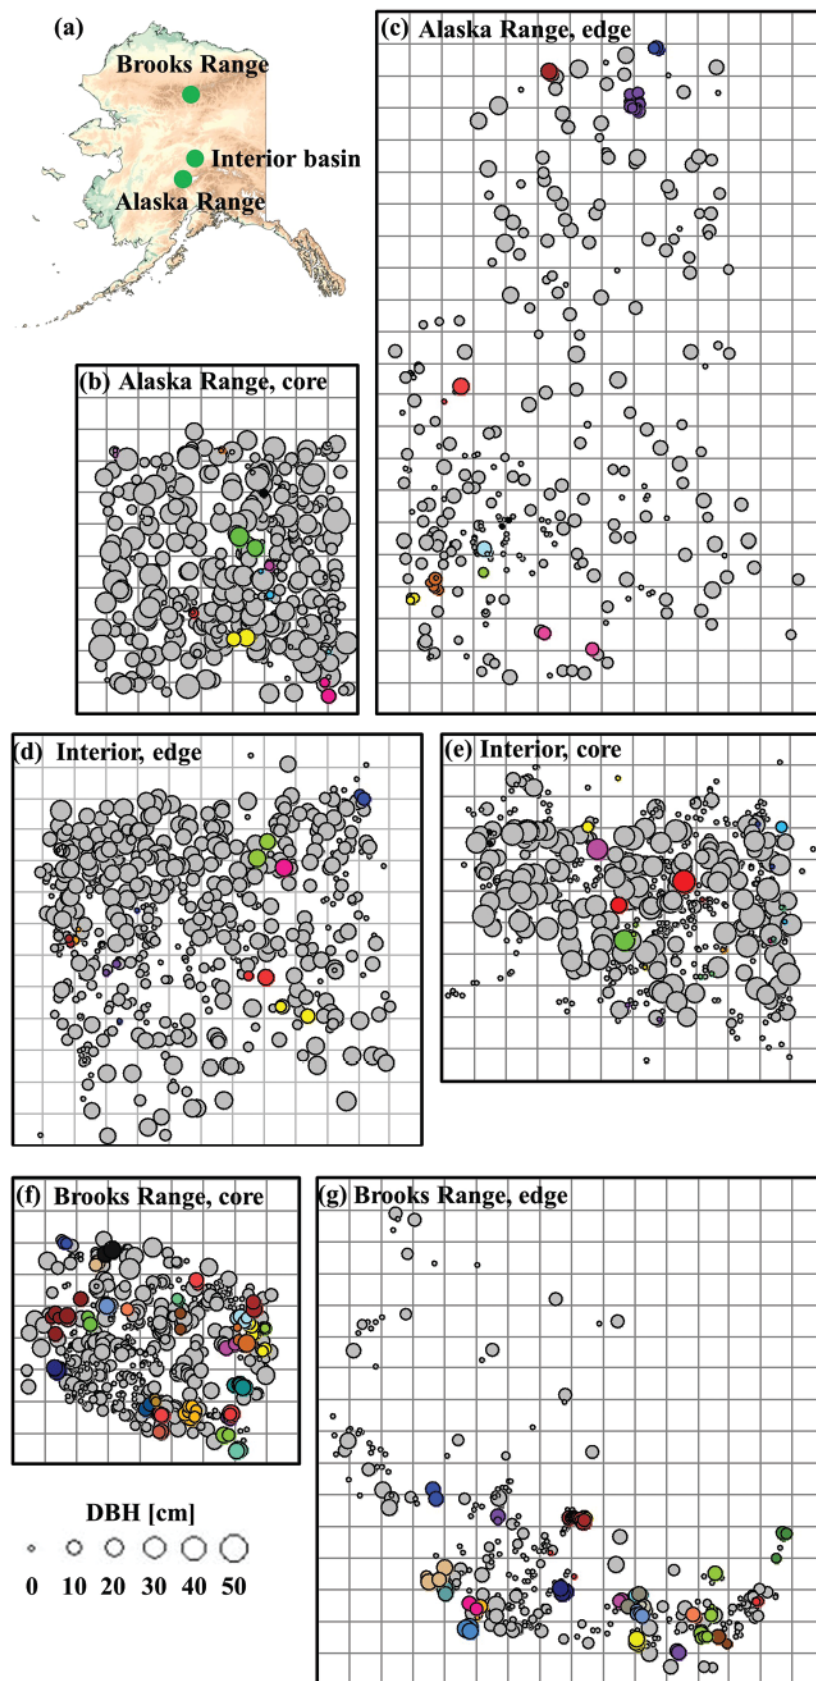 (a)
Brooks Range
Interior basin
Alaska Range
(b) Alaska Range, core
(c) Alaska Range, edge
(d) Interior, edge
(e) Interior, core
(f) Brooks Range, core
(g) Brooks Range, edge
DBH [cm]
0 10 20 30 40 50